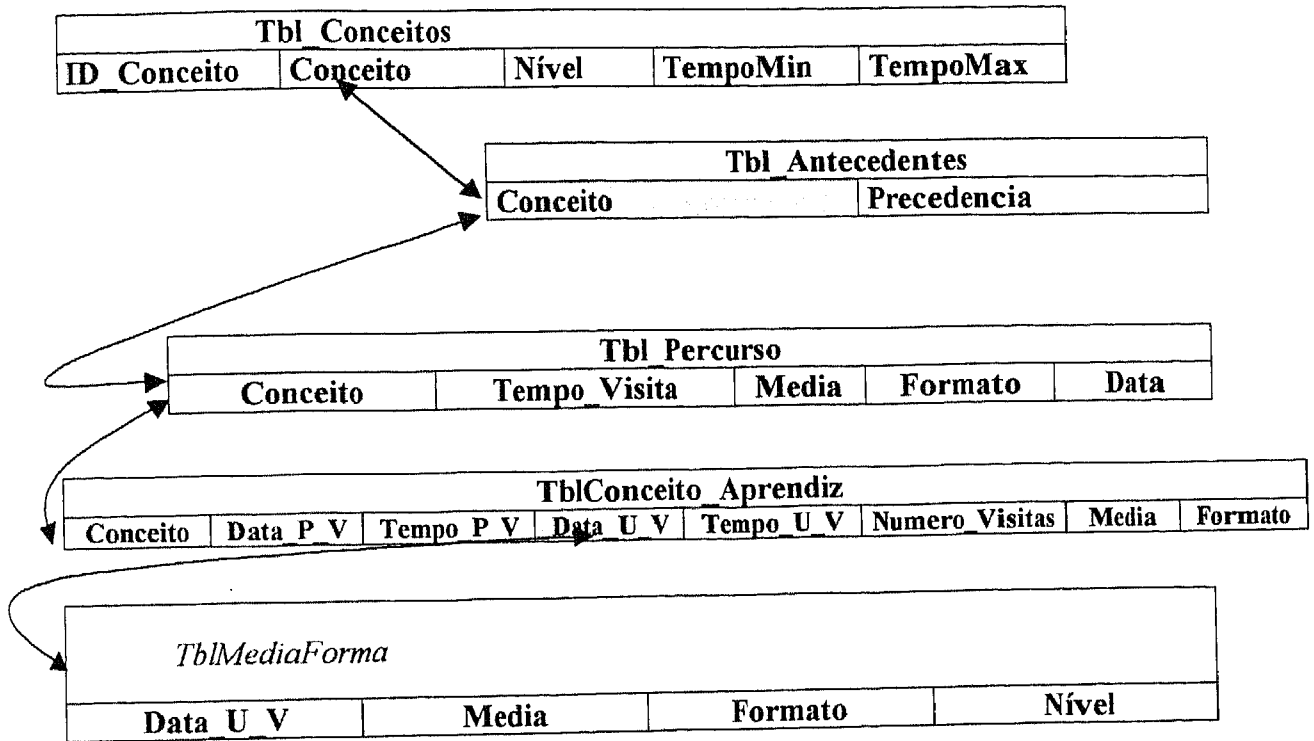 Tbl_Conceitos
ID_Conceito Conceito Nível TempoMin TempoMax
Tbl_Antecedentes
Conceito Precedencia
Tbl_Percurso
Conceito Tempo_Visita Media Formato Data
TblConceito_Aprendiz
Conceito Data_P_V Tempo_P_V Data_U_V Tempo_U_V Numero_Visitas Media Formato
TblMediaForma
Data_U_V Media Formato Nível